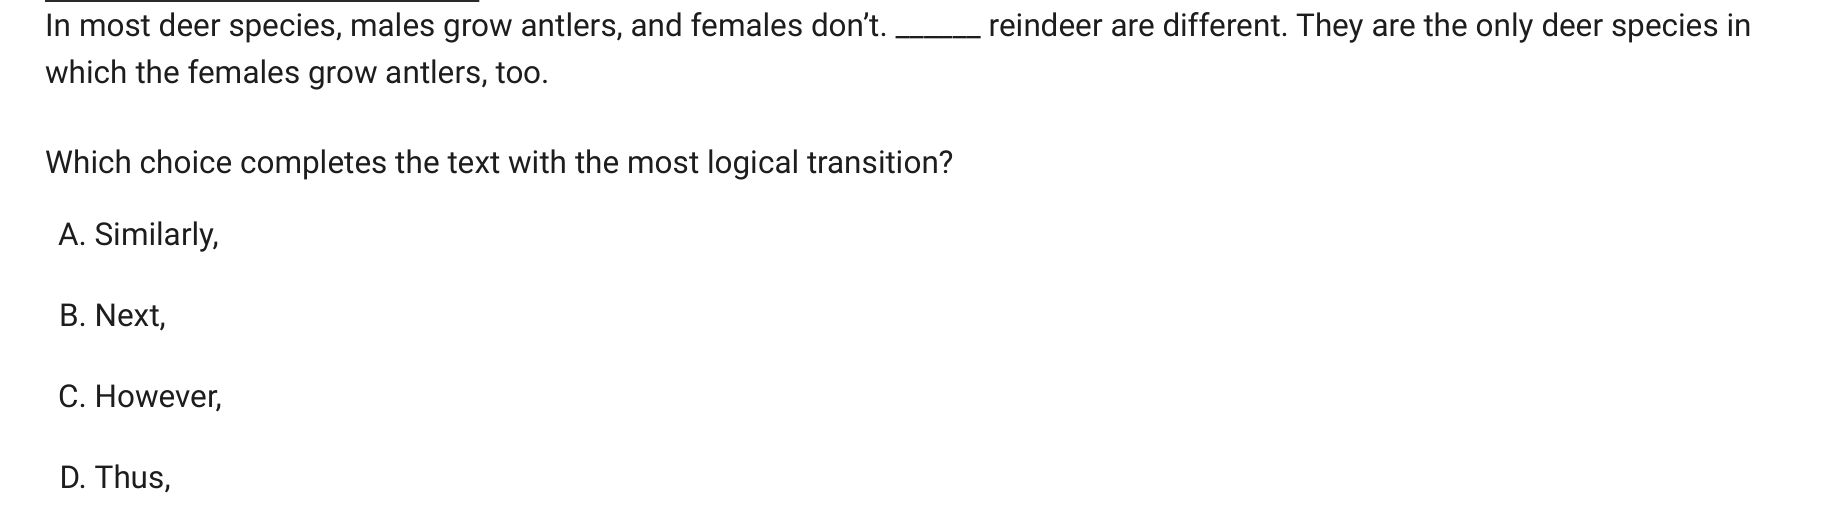 In most deer species, males grow antlers, and females don’t. ______ reindeer are different. They are the only deer species in
which the females grow antlers, too.
Which choice completes the text with the most logical transition?
A. Similarly,
B. Next,
C. However,
D. Thus,